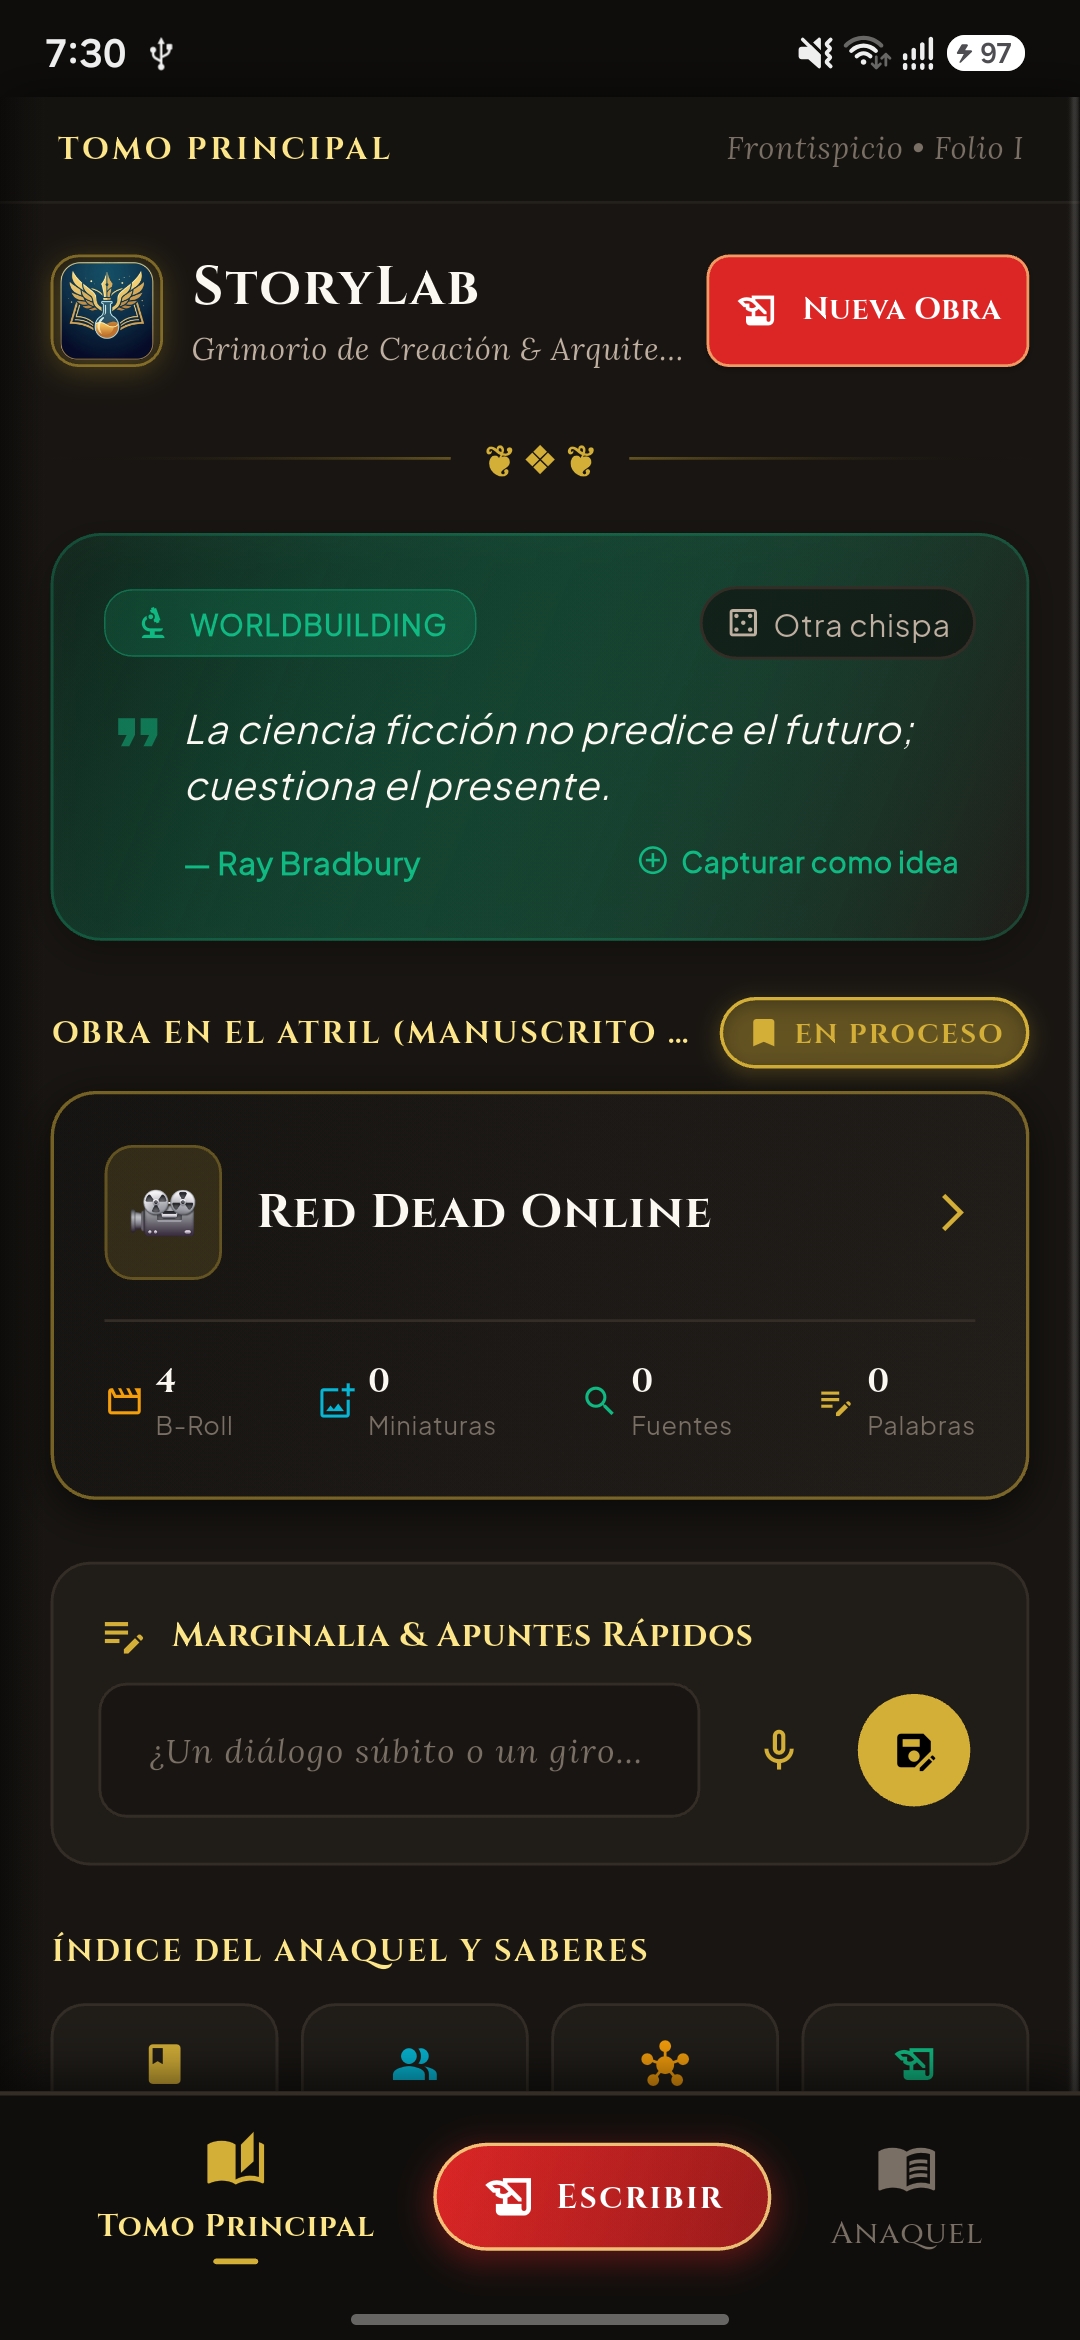 7:30
97
TOMO PRINCIPAL
Frontispicio • Folio I
StoryLab
Grimorio de Creación & Arquite...
Nueva Obra
❦ ❖ ❦
WORLDBUILDING
Otra chispa
La ciencia ficción no predice el futuro;
cuestiona el presente.
— Ray Bradbury
Capturar como idea
OBRA EN EL ATRIL (MANUSCRITO ...
EN PROCESO
Red Dead Online
4
B-Roll
0
Miniaturas
0
Fuentes
0
Palabras
Marginalia & Apuntes Rápidos
¿Un diálogo súbito o un giro...
ÍNDICE DEL ANAQUEL Y SABERES
Tomo Principal
Escribir
Anaquel